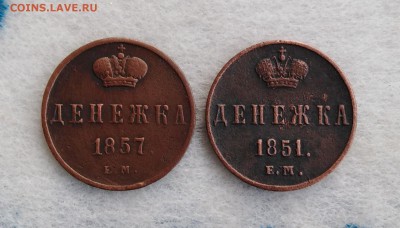 COINS.LAVE.RU
ДЕНЕЖКА
1857
Е.М.
ДЕНЕЖКА
1851.
Е.М.